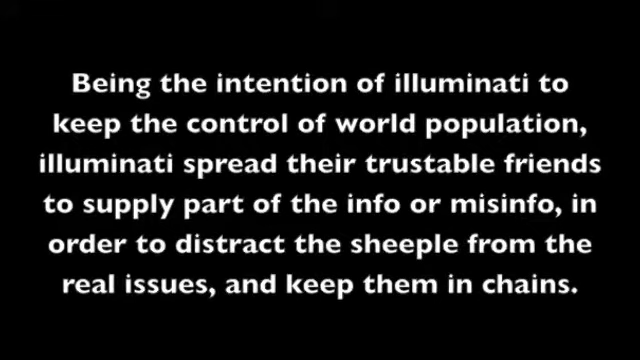 Being the intention of illuminati to
keep the control of world population,
illuminati spread their trustable friends
to supply part of the info or misinfo, in
order to distract the sheeple from the
real issues, and keep them in chains.